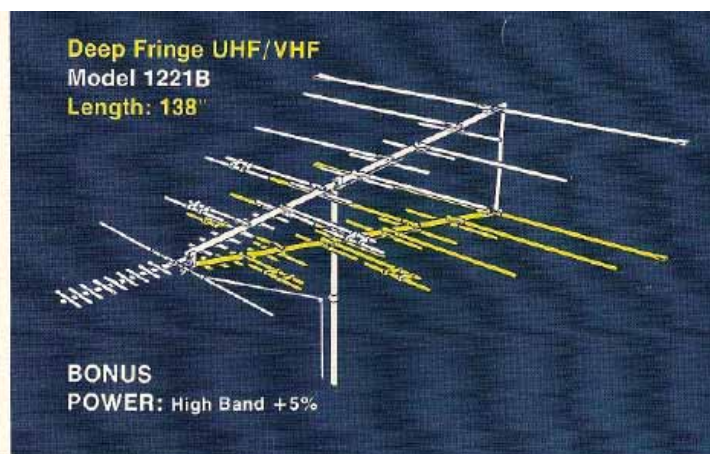 Deep Fringe UHF/VHF
Model 1221B
Length: 138"
BONUS
POWER: High Band +5%